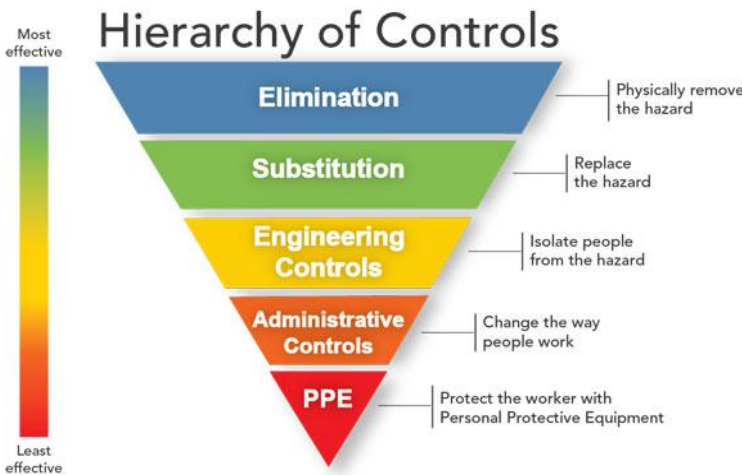 Hierarchy of Controls
Most
effective
Elimination
Physically remove
the hazard
Substitution
Replace
the hazard
Engineering
Controls
Isolate people
from the hazard
Administrative
Controls
Change the way
people work
PPE
Protect the worker with
Personal Protective Equipment
Least
effective